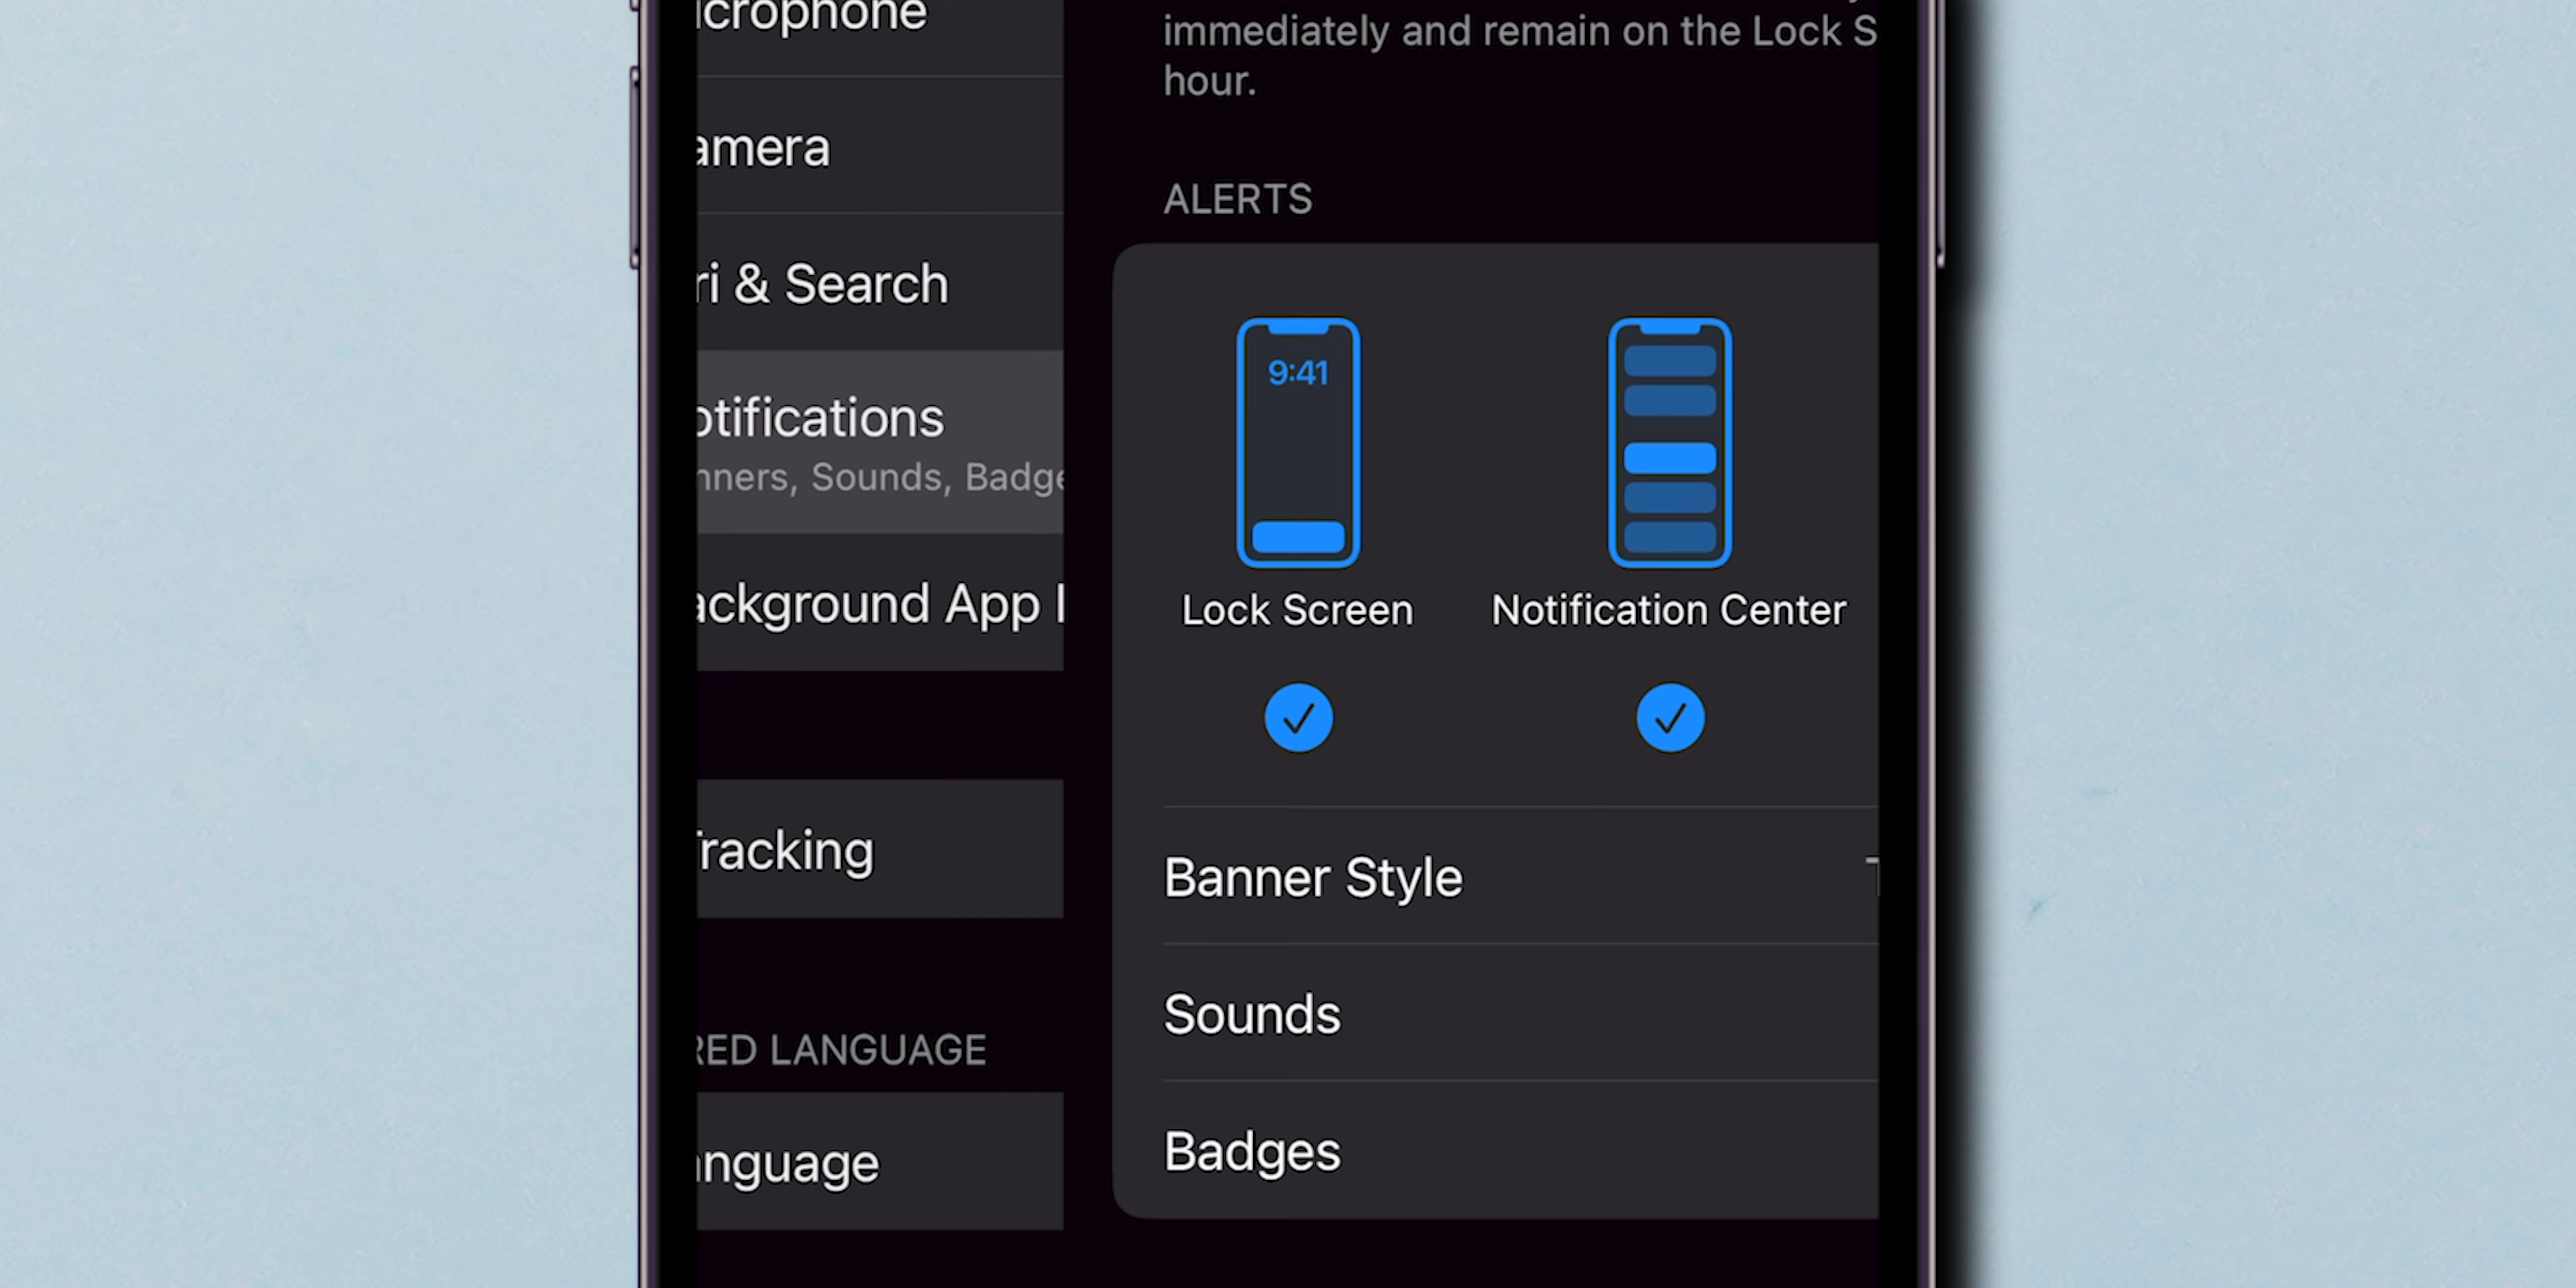 crophone
amera
ri & Search
otifications
nners, Sounds, Badge
ackground App
racking
RED LANGUAGE
nguage
immediately and remain on the Lock S
hour.
ALERTS
9:41
Lock Screen
Notification Center
Banner Style
T
Sounds
Badges